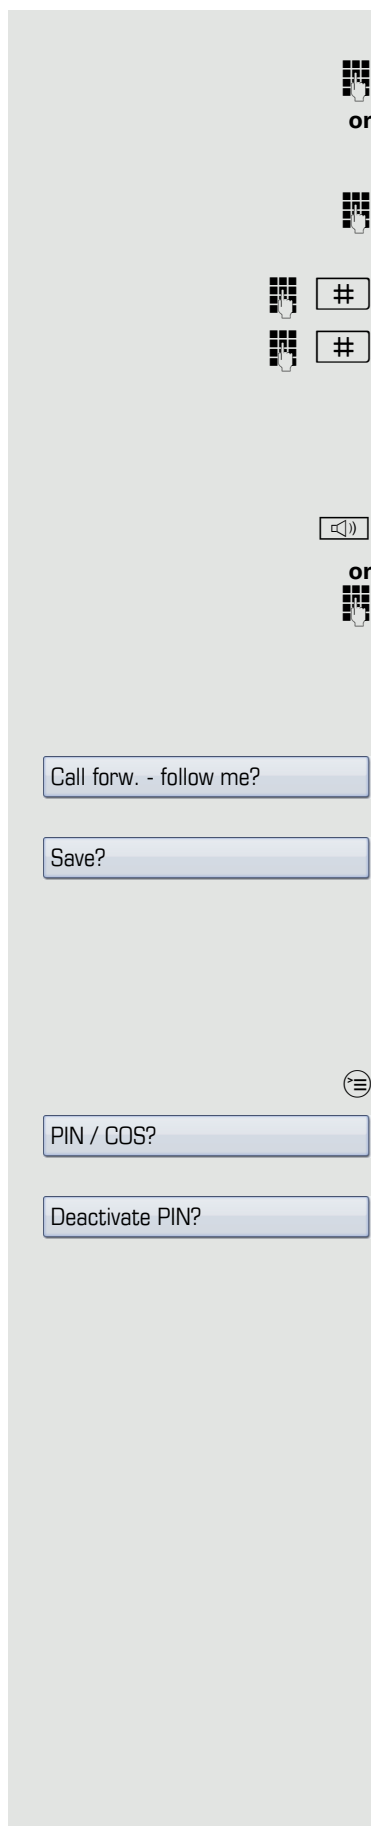 or
#
#
or
Call forw. - follow me?
Save?
PIN / COS?
Deactivate PIN?